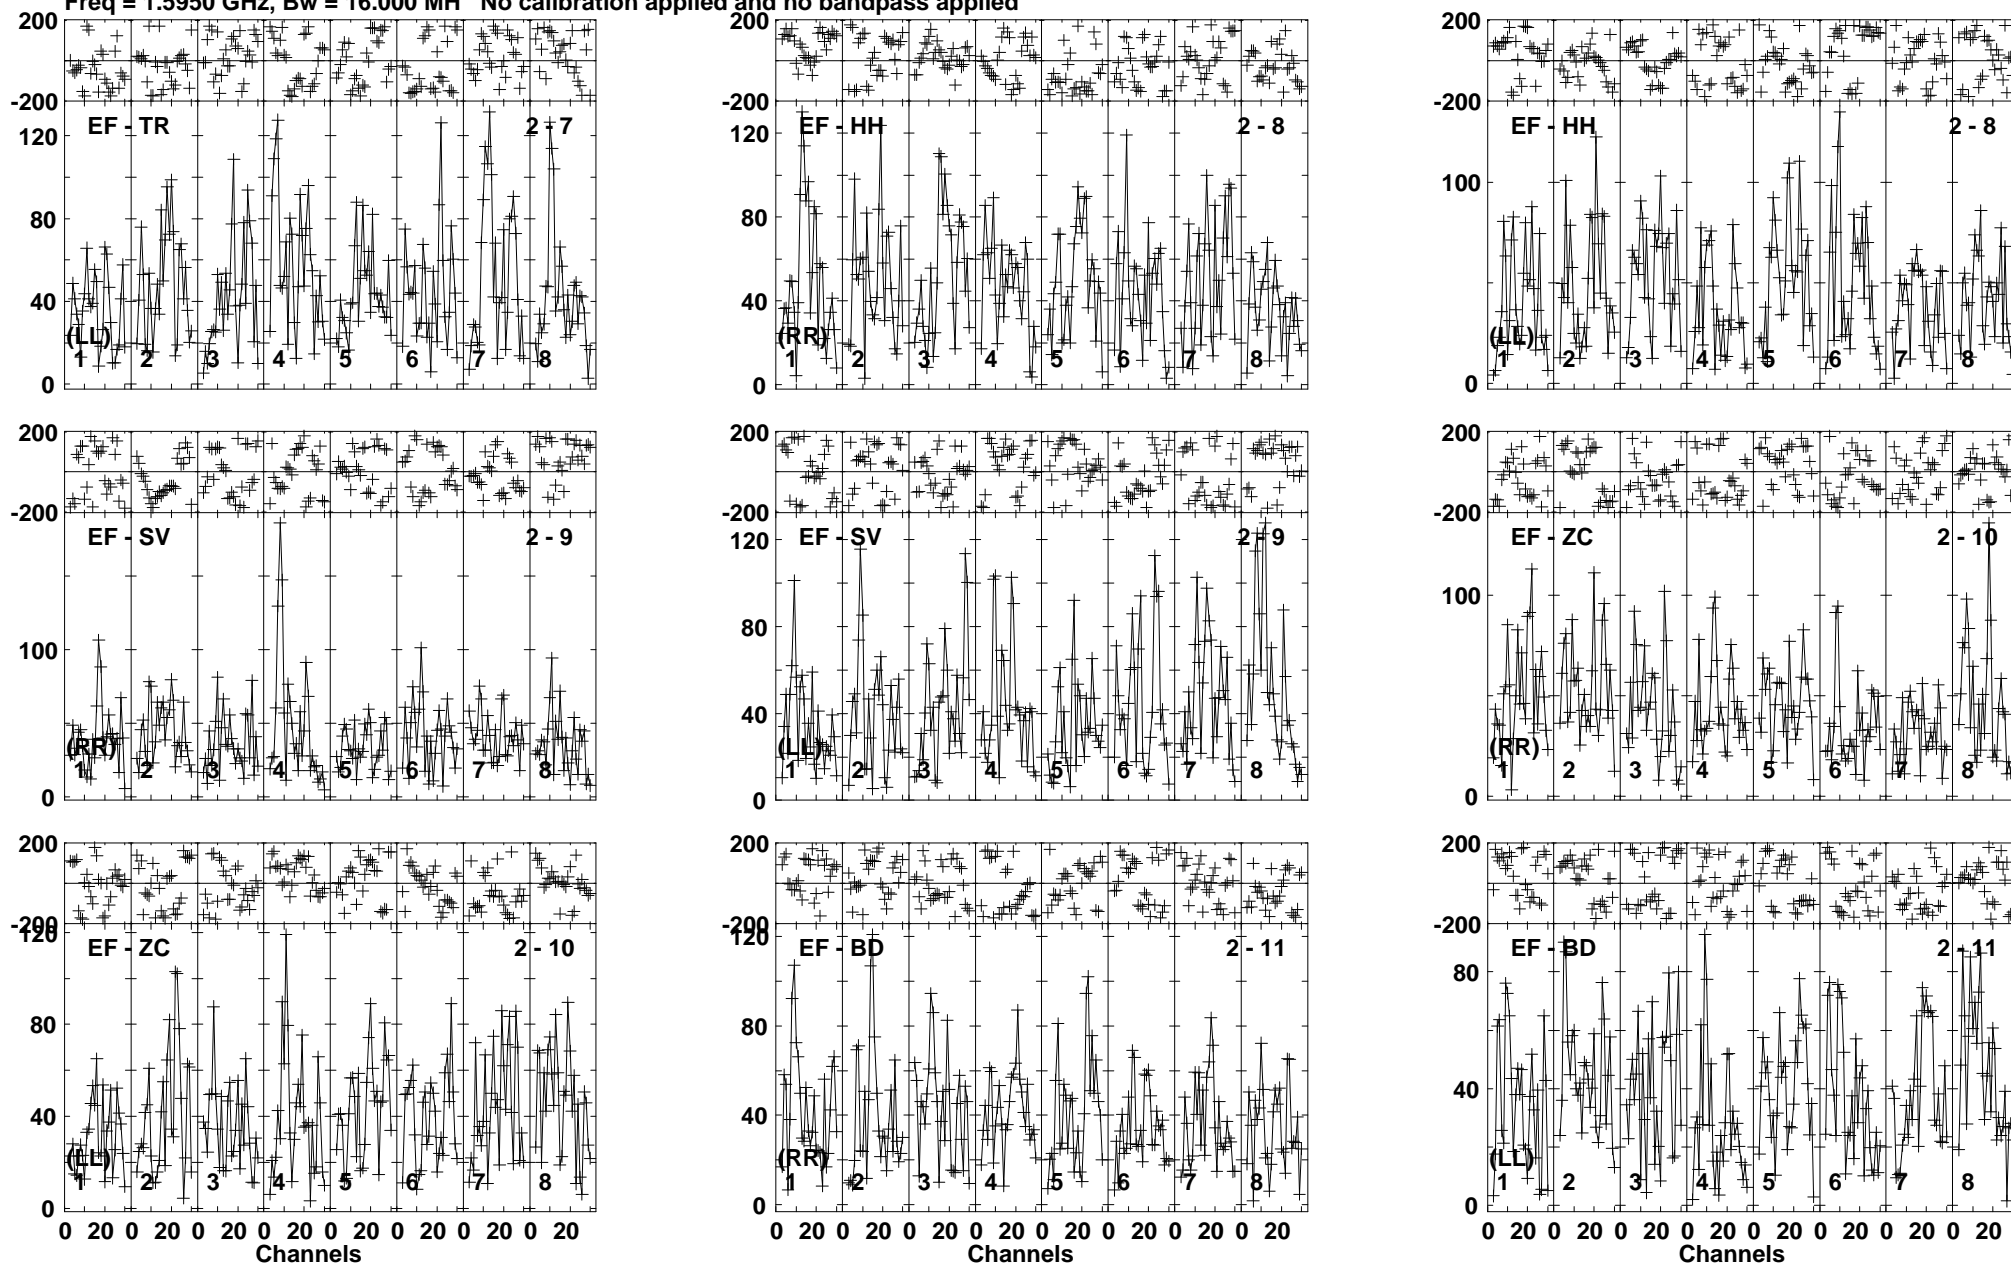 Freq = 1.5950 GHz, Bw = 16.000 MH No calibration applied and no bandpass applied
200 200 200
-200 -200 -200
EF - TR 2 - 7 EF - HH 2 - 8 EF - HH 2 - 8
120 120
100
80 80
40 40
(LL) (RR) (LL)
1 2 3 4 5 6 7 8 1 2 3 4 5 6 7 8 1 2 3 4 5 6 7 8
0 0 0
200 200 200
-200 -200 -200
EF - SV 2 - 9 EF - SV 2 - 9 EF - ZC 2 - 10
120
100 80 100
40
(RR) (LL) (RR)
1 2 3 4 5 6 7 8 1 2 3 4 5 6 7 8 1 2 3 4 5 6 7 8
0 0 0
200 200 200
-200 -200 -200
120 120
EF - ZC 2 - 10 EF - BD 2 - 11 EF - BD 2 - 11
80 80 80
40 40 40
(LL) (RR) (LL)
1 2 3 4 5 6 7 8 1 2 3 4 5 6 7 8 1 2 3 4 5 6 7 8
0 0 0
0 20 0 20 0 20 0 20 0 20 0 20 0 20 0 20 0 20 0 20 0 20 0 20 0 20 0 20 0 20 0 20 0 20 0 20 0 20 0 20 0 20 0 20 0 20 0 20
Channels Channels Channels